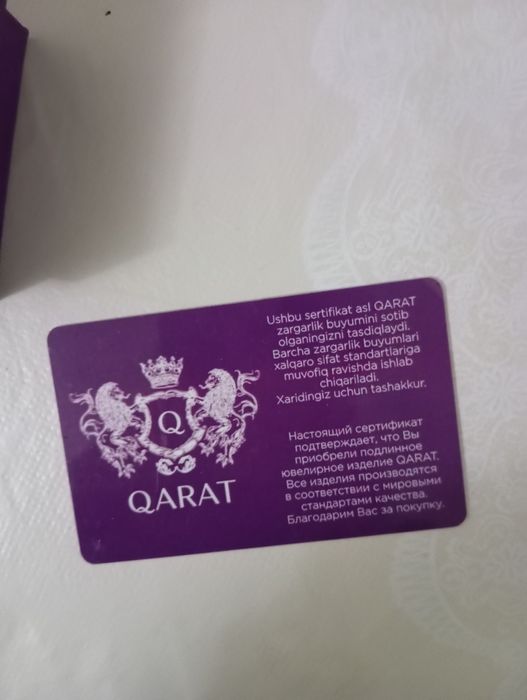 Q
QARAT
Ushbu sertifikat asl QARAT
zargarlik buyumini sotib
olganingizni tasdiqlaydi.
Barcha zargarlik buyumlari
xalqaro sifat standartlariga
muvofiq ravishda ishlab
chiqariladi.
Xaridingiz uchun tashakkur.
Настоящий сертификат
подтверждает, что Вы
приобрели подлинное
ювелирное изделие QARAT.
Все изделия производятся
в соответствии с мировыми
стандартами качества.
Благодарим Вас за покупку.